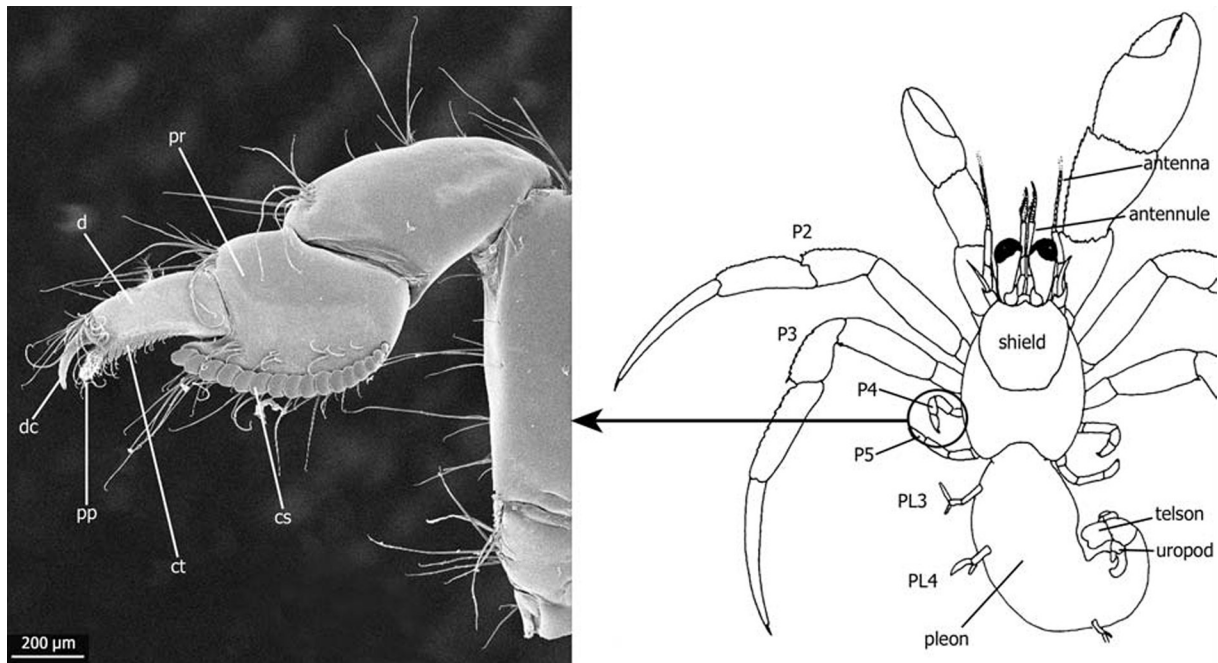 pr
d
dc
pp
ct
cs
200 µm
antenna
antennule
P2
P3
shield
P4
P5
PL3
telson
uropod
PL4
pleon